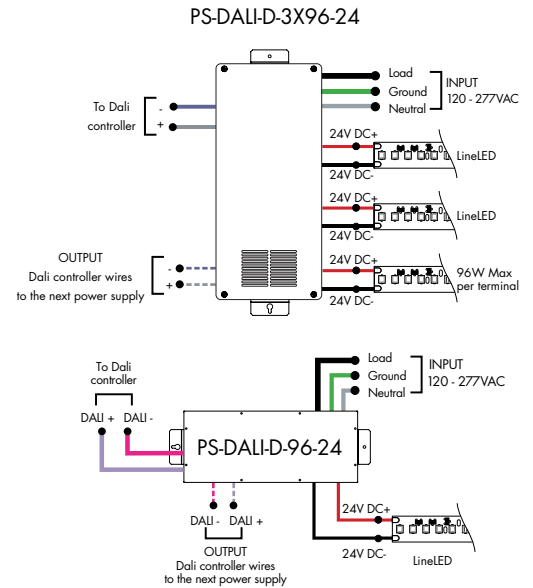 PS-DALI-D-3X96-24
Load
Ground
Neutral
INPUT
120 - 277VAC
To Dali
controller
-
+
24V DC+
LineLED
24V DC-
24V DC+
LineLED
24V DC-
OUTPUT
Dali controller wires
to the next power supply
-
+
24V DC+
96W Max
per terminal
24V DC-
To Dali
controller
DALI +
DALI -
Load
Ground
Neutral
INPUT
120 - 277VAC
PS-DALI-D-96-24
DALI -
DALI +
OUTPUT
Dali controller wires
to the next power supply
24V DC+
24V DC-
LineLED